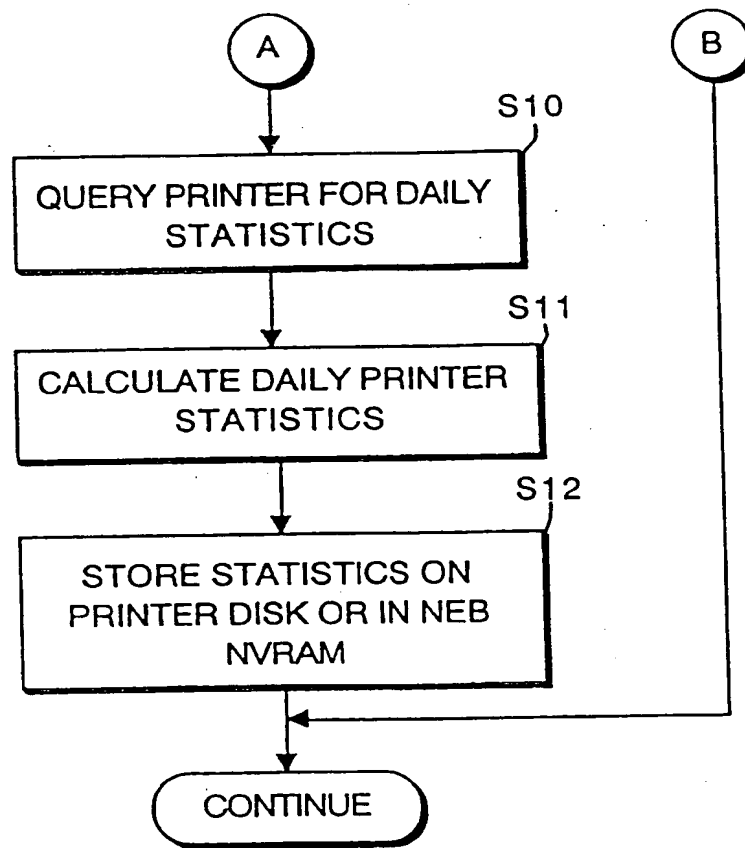 A
B
S10
QUERY PRINTER FOR DAILY
STATISTICS
S11
CALCULATE DAILY PRINTER
STATISTICS
S12
STORE STATISTICS ON
PRINTER DISK OR IN NEB
NVRAM
CONTINUE